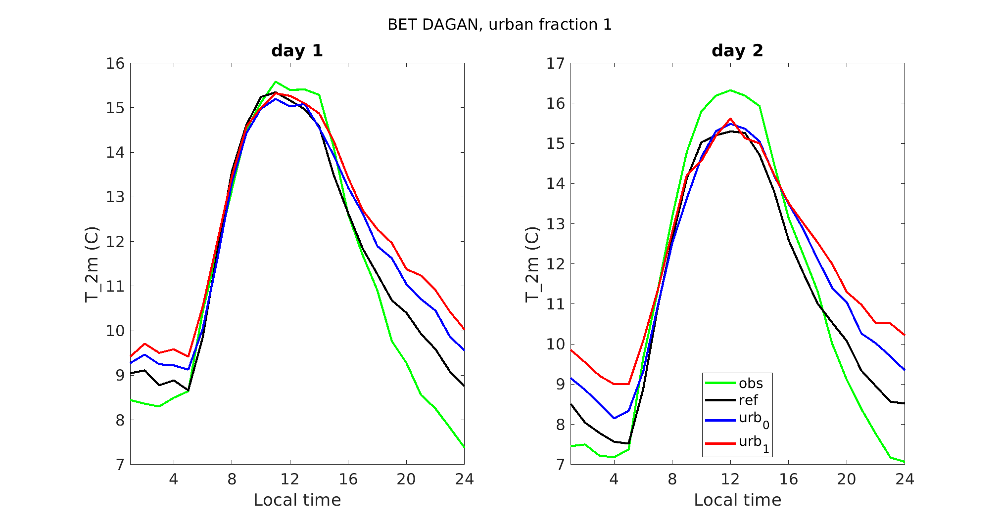 BET DAGAN, urban fraction 1
day 1
16
15
14
13
12
11
10
9
8
7
T_2m (C)
4 8 12 16 20 24
Local time
day 2
17
16
15
14
13
12
11
10
9
8
7
T_2m (C)
obs
ref
urb0
urb1
4 8 12 16 20 24
Local time